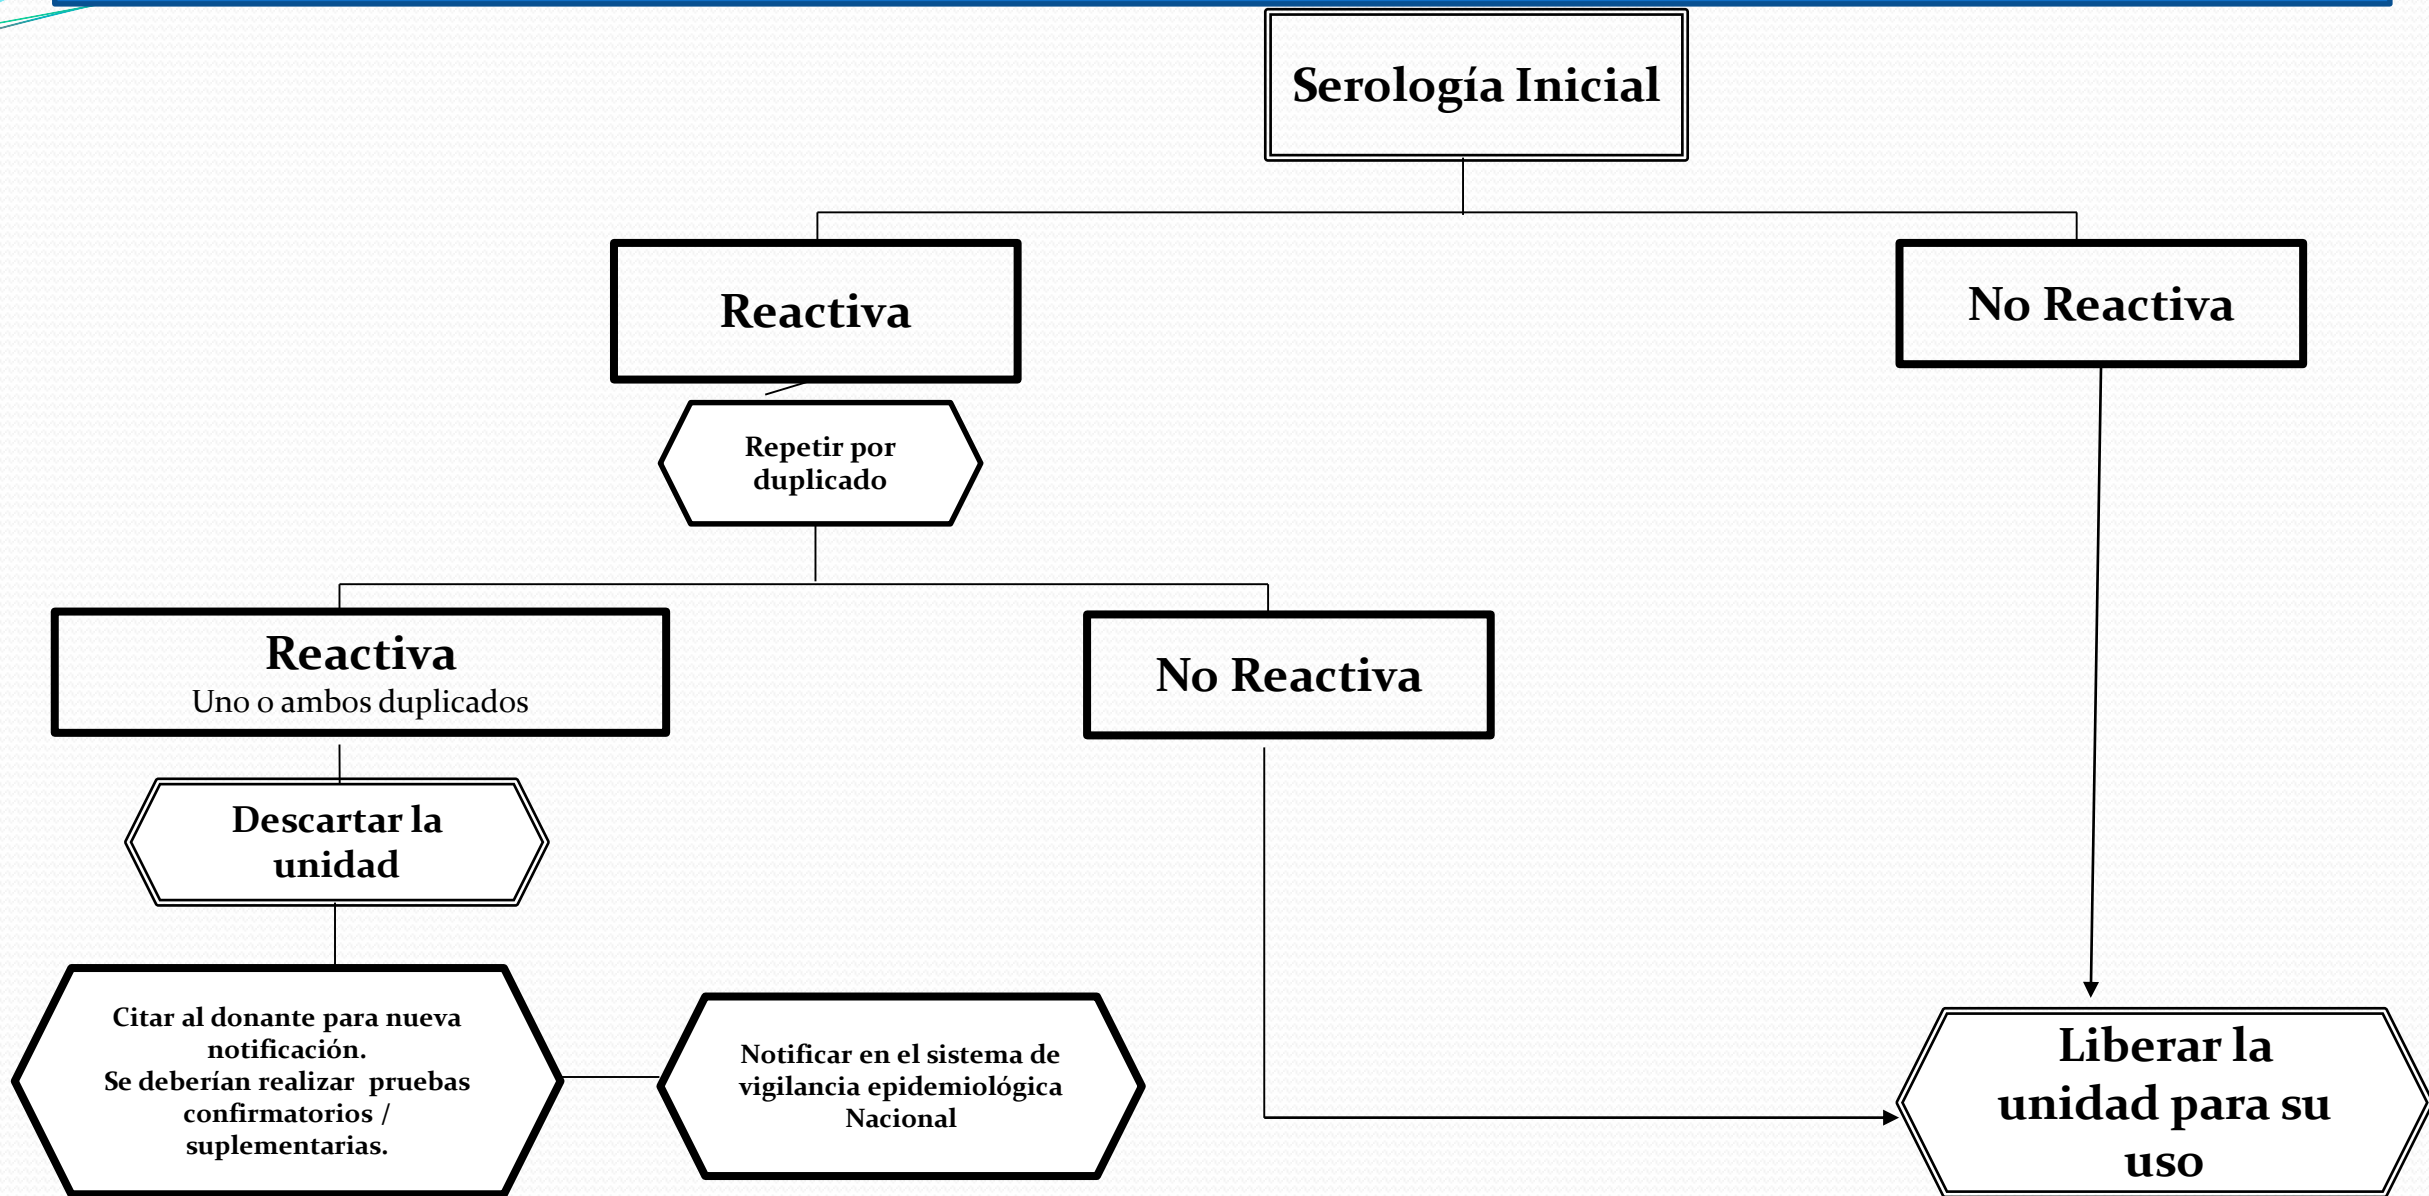 Serología Inicial
Reactiva
No Reactiva
Repetir por
duplicado
Reactiva
Uno o ambos duplicados
No Reactiva
Descartar la
unidad
Citar al donante para nueva
notificación.
Se deberían realizar pruebas
confirmatorios /
suplementarias.
Notificar en el sistema de
vigilancia epidemiológica
Nacional
Liberar la
unidad para su
uso